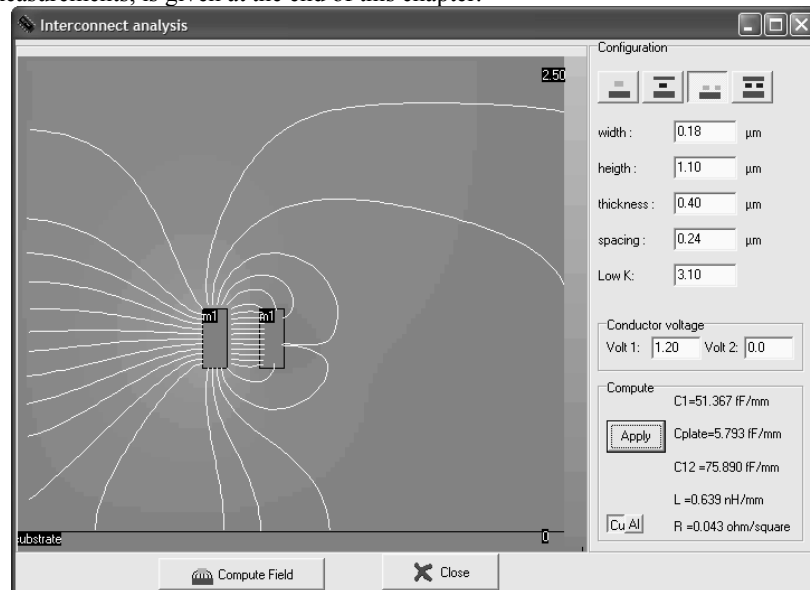 easurements, is given at the end of this chapter.
Interconnect analysis
2.50
m1
m1
substrate
0
Compute Field
Close
Configuration
width :
0.18
µm
heigth :
1.10
µm
thickness :
0.40
µm
spacing :
0.24
µm
Low K:
3.10
Conductor voltage
Volt 1: 1.20 Volt 2: 0.0
Compute
C1=51.367 fF/mm
Apply
Cplate=5.793 fF/mm
C12 =75.890 fF/mm
L =0.639 nH/mm
Cu Al
R =0.043 ohm/square